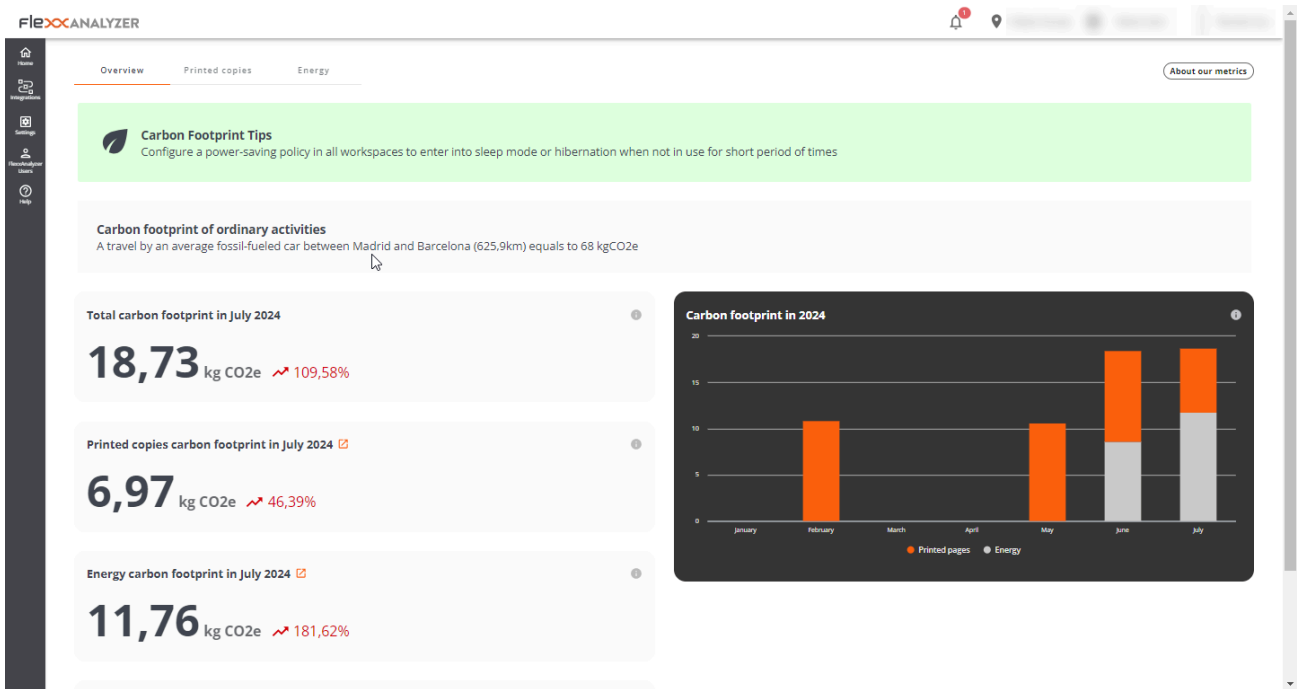 FlexxANALYZER
1
Home
Integrations
Settings
FlexxAnalyzer
Users
Help
Overview
Printed copies
Energy
About our metrics
Carbon Footprint Tips
Configure a power-saving policy in all workspaces to enter into sleep mode or hibernation when not in use for short period of times
Carbon footprint of ordinary activities
A travel by an average fossil-fueled car between Madrid and Barcelona (625,9km) equals to 68 kgCO2e
Total carbon footprint in July 2024
18,73 kg CO2e 109,58%
Printed copies carbon footprint in July 2024
6,97 kg CO2e 46,39%
Energy carbon footprint in July 2024
11,76 kg CO2e 181,62%
Carbon footprint in 2024
20
15
10
5
0
January February March April May June July
Printed pages Energy